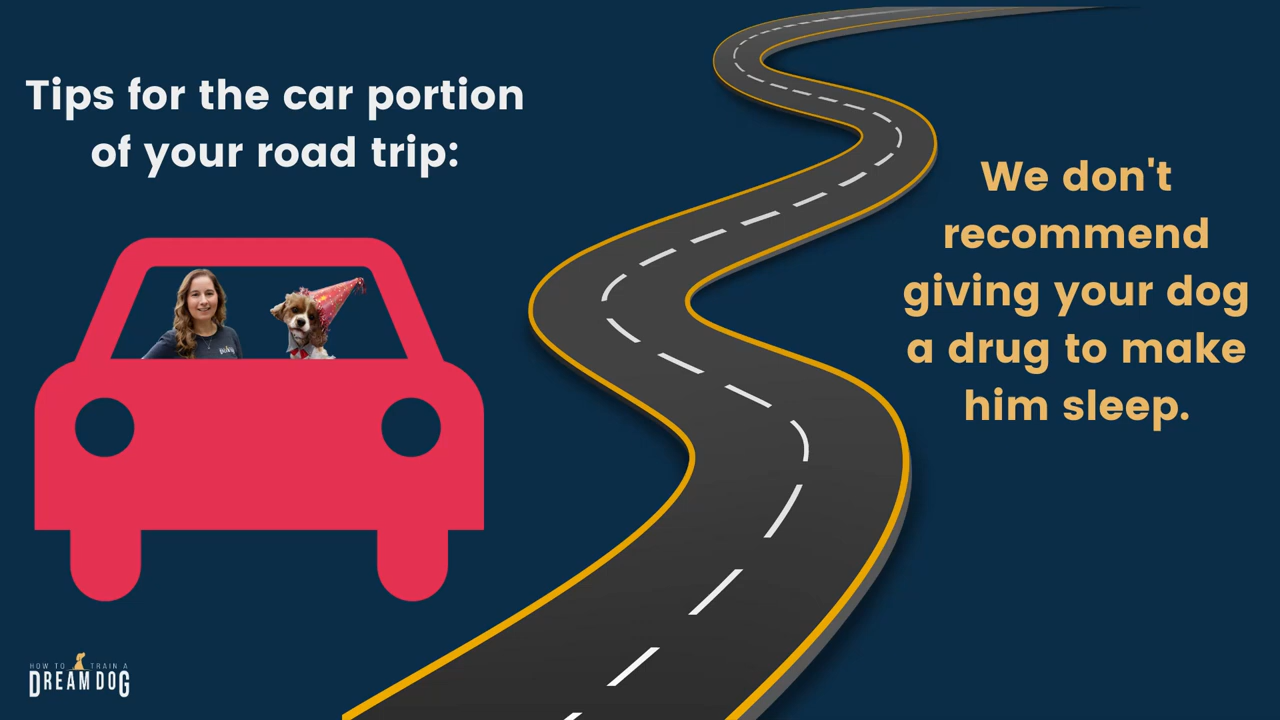 Tips for the car portion
of your road trip:
We don't
recommend
giving your dog
a drug to make
him sleep.
HOW TO TRAIN A
DREAM DOG